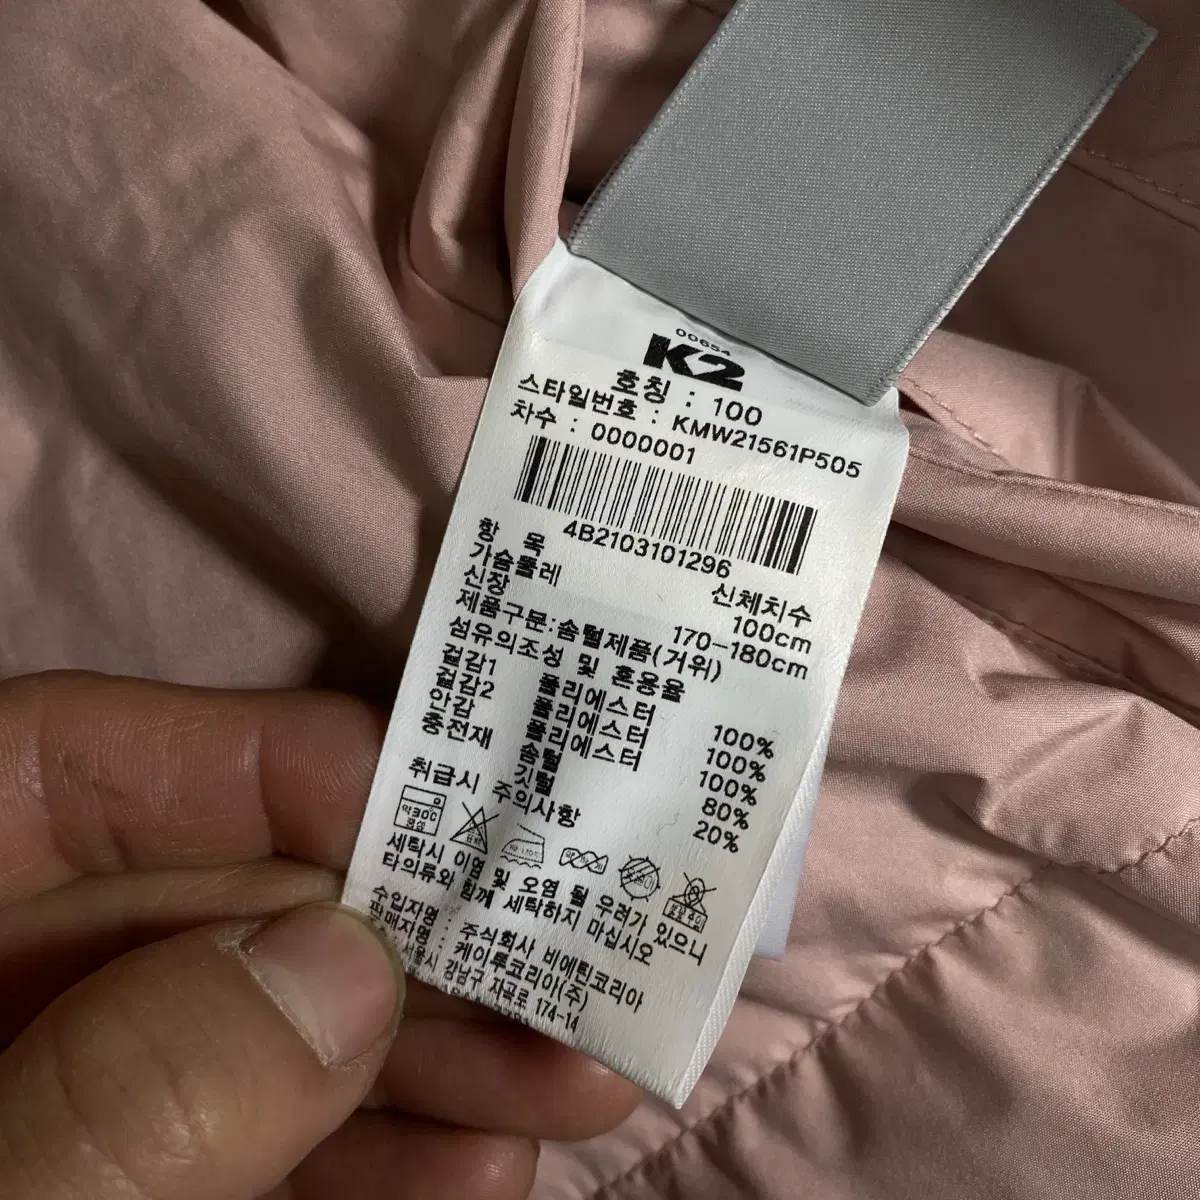 00654
K2
호칭 : 100
스타일번호 : KMW21561P505
차수 : 0000001
4B2103101296
항 목 신체치수
가슴둘레 100cm
신장 170-180cm
제품구분:솜털제품(거위)
섬유의조성 및 혼용율
겉감1 폴리에스터 100%
겉감2 폴리에스터 100%
안감 폴리에스터 100%
충전재 솜털 80%
깃털 20%
취급시 주의사항
약30℃
중성
세탁시 이염 및 오염 될 우려가 있으니
타의류와 함께 세탁하지 마십시오
수입자명 : 주식회사 비에틴코리아
판매자명 : 케이투코리아(주)
서울시 강남구 자곡로 174-14